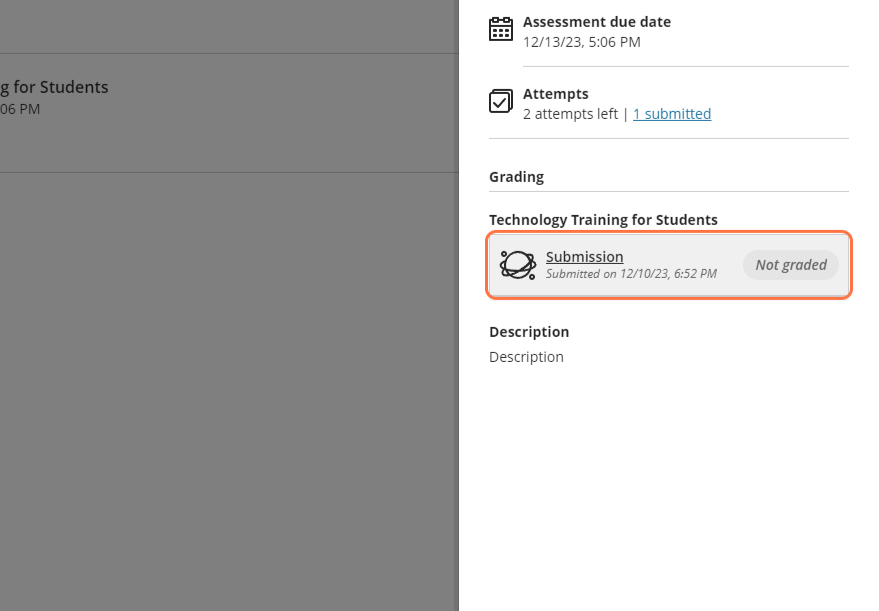 g for Students
06 PM
Assessment due date
12/13/23, 5:06 PM
Attempts
2 attempts left | 1 submitted
Grading
Technology Training for Students
Submission
Submitted on 12/10/23, 6:52 PM
Not graded
Description
Description